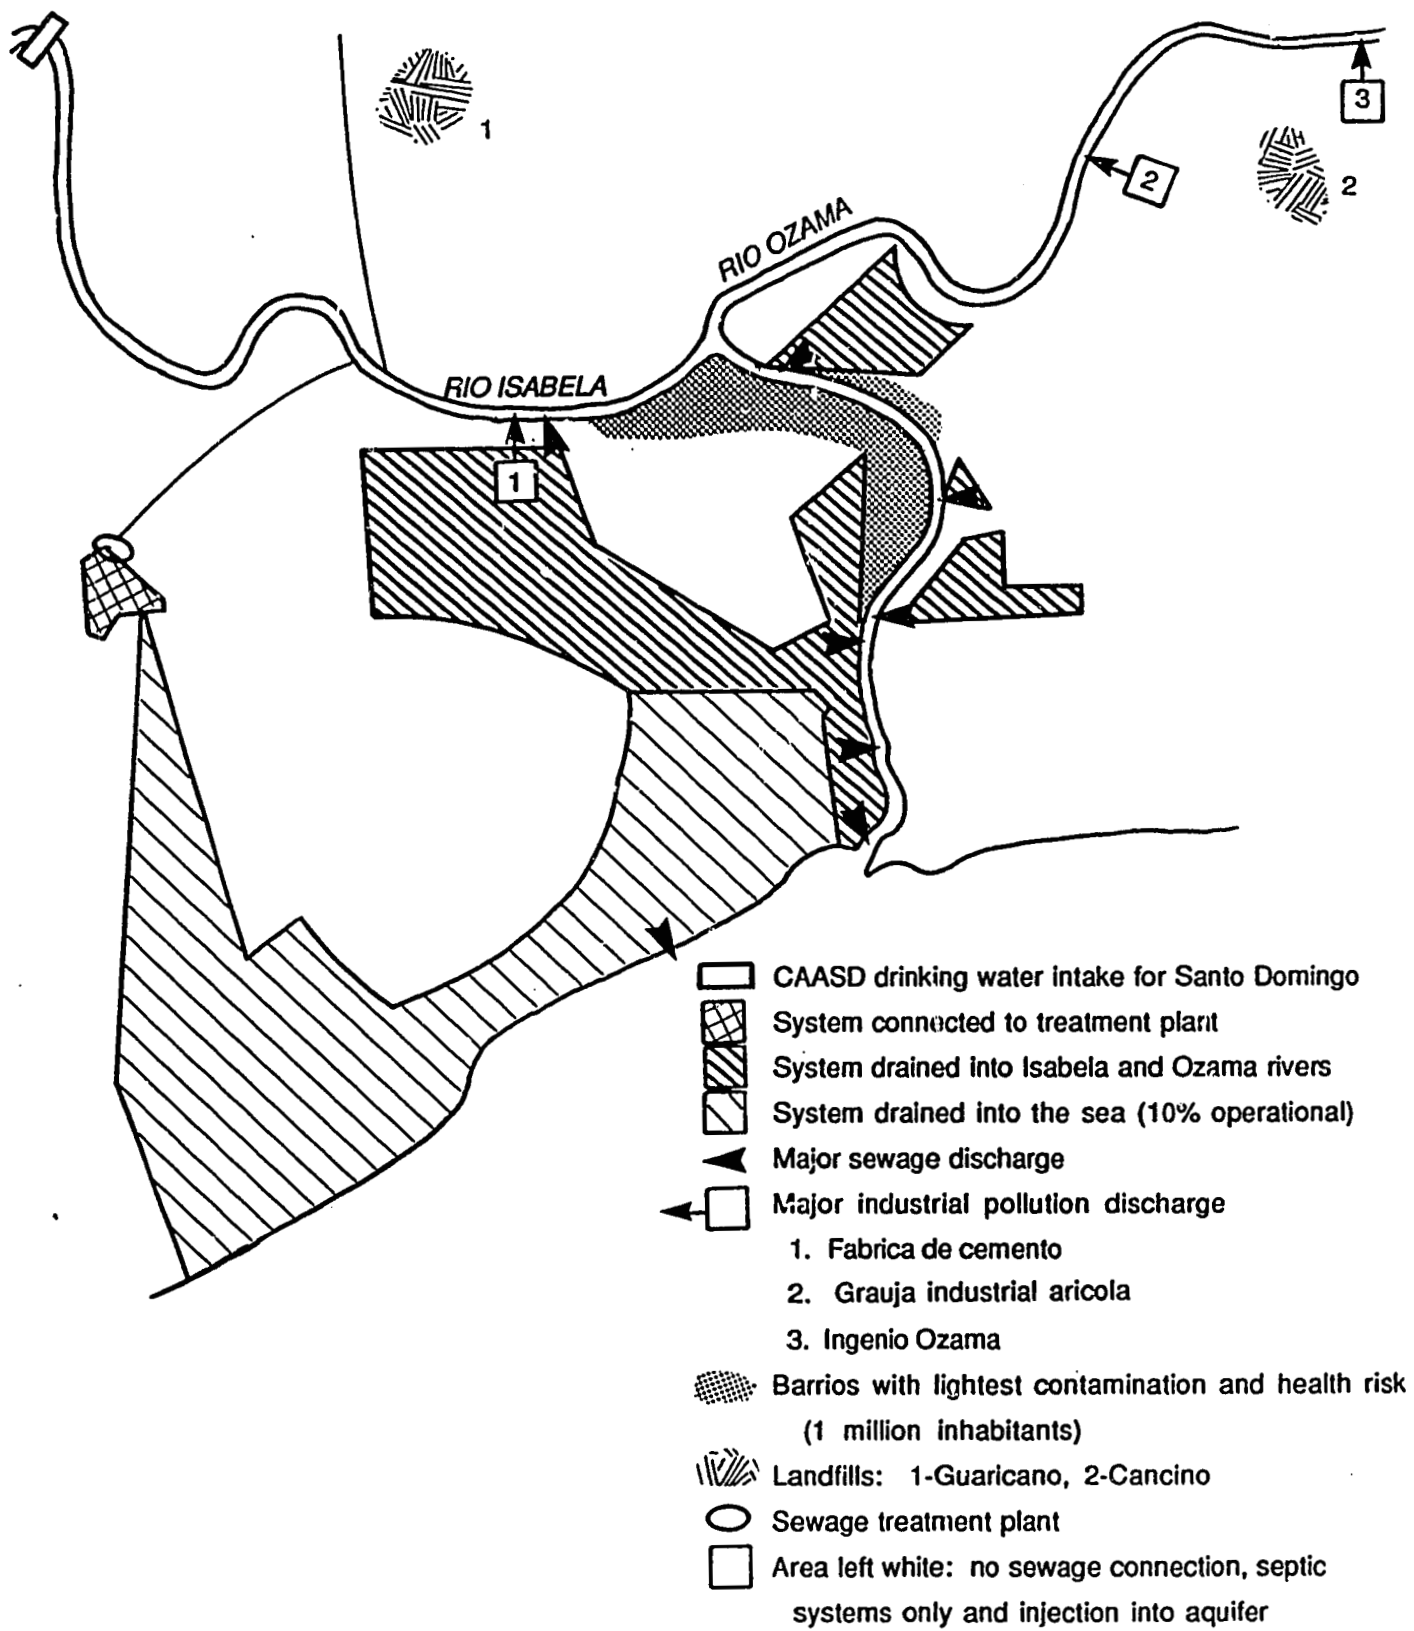 1
3
2
2
RIO OZAMA
RIO ISABELA
1
CAASD drinking water intake for Santo Domingo
System connected to treatment plant
System drained into Isabela and Ozama rivers
System drained into the sea (10% operational)
Major sewage discharge
Major industrial pollution discharge
1. Fabrica de cemento
2. Grauja industrial aricola
3. Ingenio Ozama
Barrios with lightest contamination and health risk
(1 million inhabitants)
Landfills: 1-Guaricano, 2-Cancino
Sewage treatment plant
Area left white: no sewage connection, septic
systems only and injection into aquifer